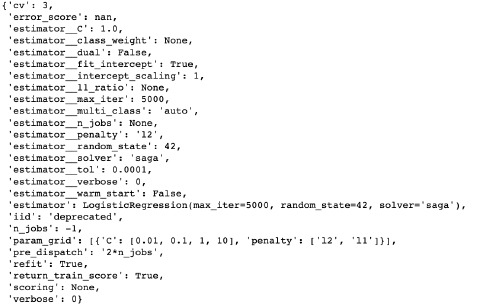 {'cv': 3,
'error_score': nan,
'estimator__C': 1.0,
'estimator__class_weight': None,
'estimator__dual': False,
'estimator__fit_intercept': True,
'estimator__intercept_scaling': 1,
'estimator__l1_ratio': None,
'estimator__max_iter': 5000,
'estimator__multi_class': 'auto',
'estimator__n_jobs': None,
'estimator__penalty': 'l2',
'estimator__random_state': 42,
'estimator__solver': 'saga',
'estimator__tol': 0.0001,
'estimator__verbose': 0,
'estimator__warm_start': False,
'estimator': LogisticRegression(max_iter=5000, random_state=42, solver='saga'),
'iid': 'deprecated',
'n_jobs': -1,
'param_grid': [{'C': [0.01, 0.1, 1, 10], 'penalty': ['l2', 'l1']}],
'pre_dispatch': '2*n_jobs',
'refit': True,
'return_train_score': True,
'scoring': None,
'verbose': 0}